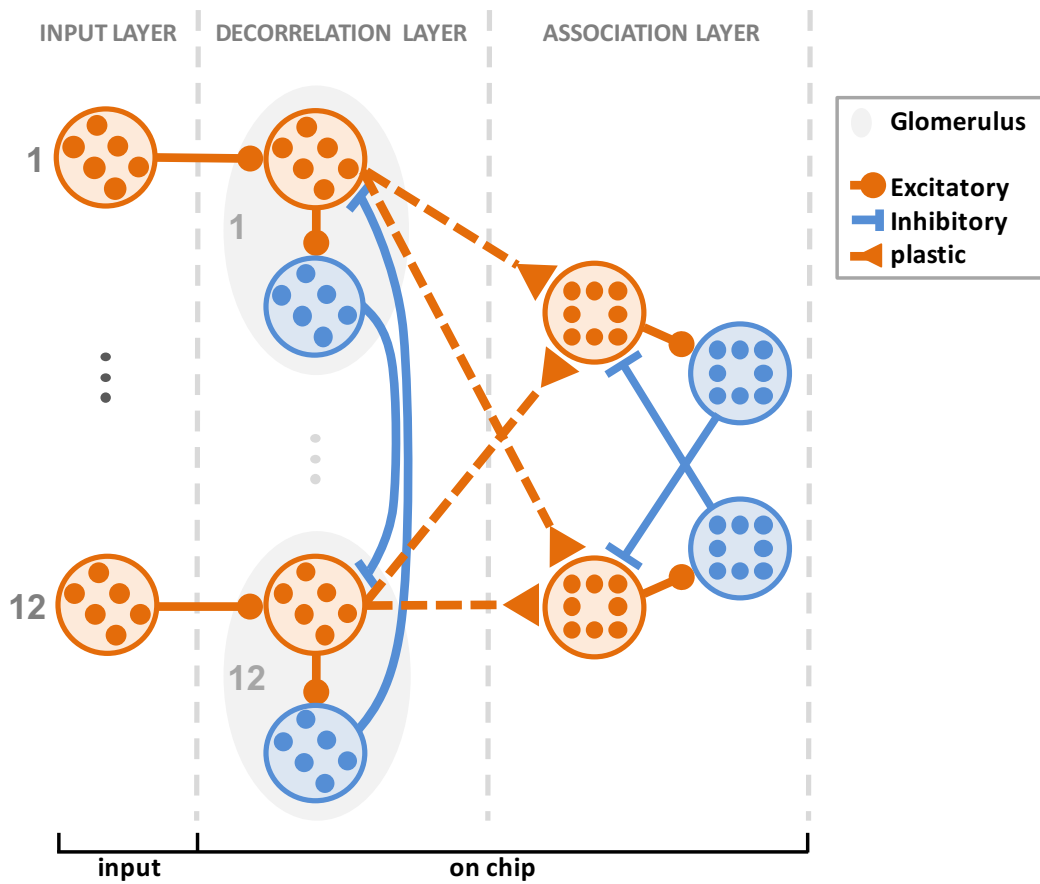 INPUT LAYER
DECORRELATION LAYER
ASSOCIATION LAYER
Glomerulus
Excitatory
Inhibitory
plastic
1
1
12
12
input
on chip